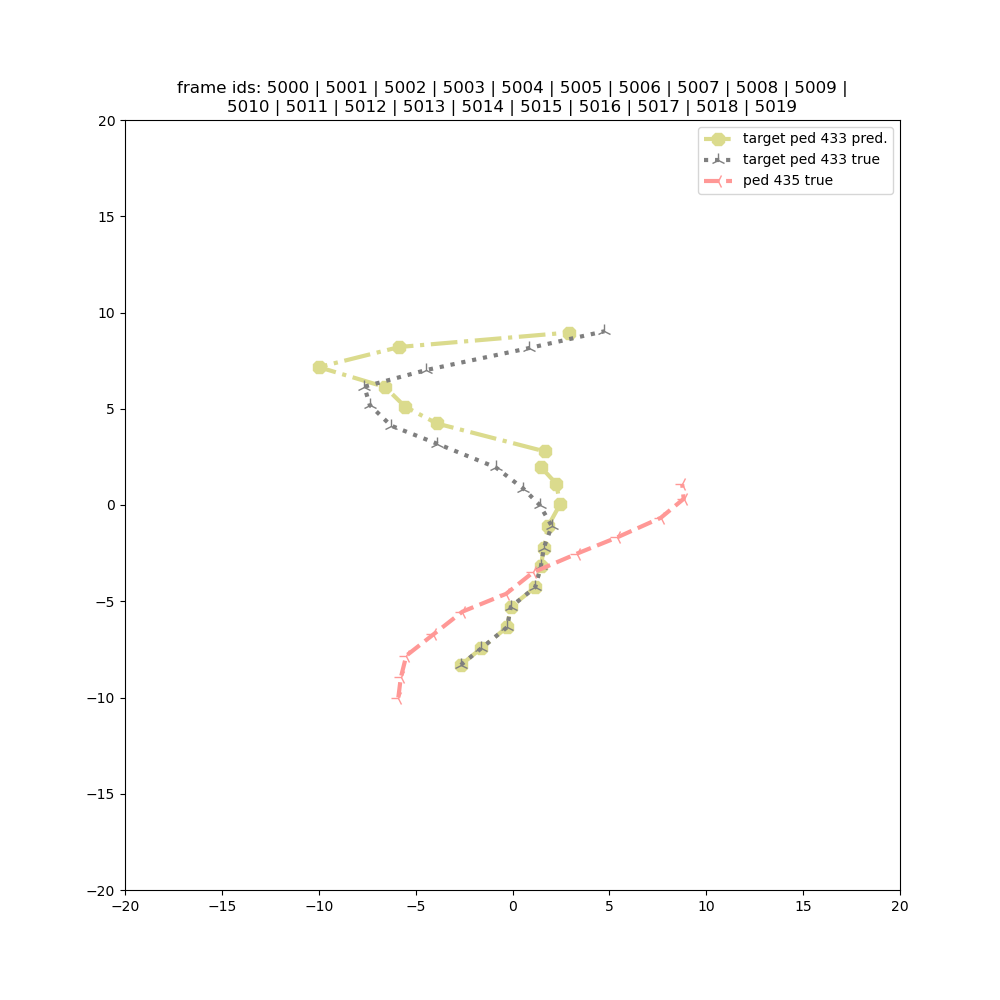 frame ids: 5000 | 5001 | 5002 | 5003 | 5004 | 5005 | 5006 | 5007 | 5008 | 5009 |
5010 | 5011 | 5012 | 5013 | 5014 | 5015 | 5016 | 5017 | 5018 | 5019
target ped 433 pred.
target ped 433 true
ped 435 true
20
15
10
5
0
−5
−10
−15
−20
−20 −15 −10 −5 0 5 10 15 20